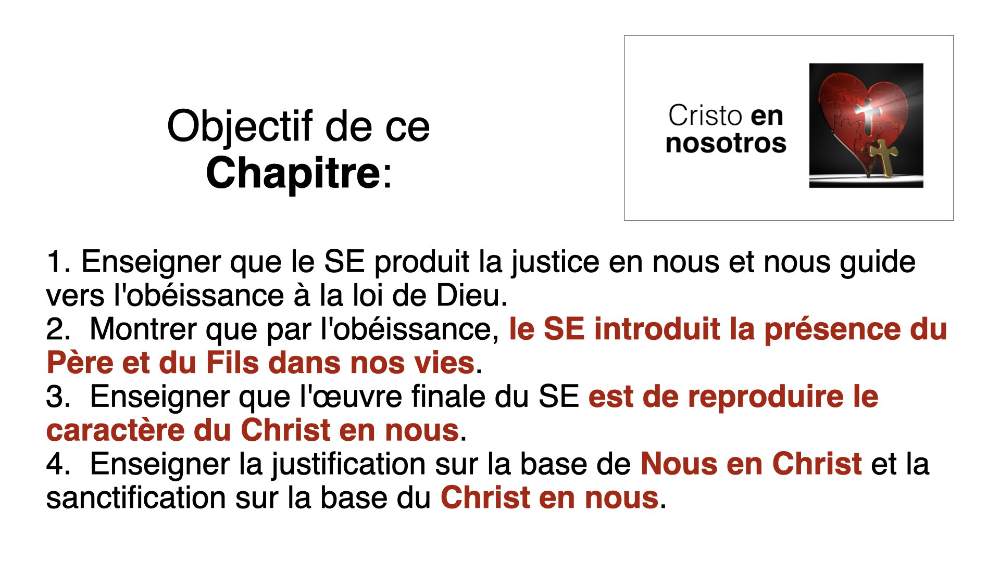 Objectif de ce
Chapitre:
Cristo en
nosotros
1. Enseigner que le SE produit la justice en nous et nous guide
vers l'obéissance à la loi de Dieu.
2.  Montrer que par l'obéissance, le SE introduit la présence du
Père et du Fils dans nos vies.
3.  Enseigner que l'œuvre finale du SE est de reproduire le
caractère du Christ en nous.
4.  Enseigner la justification sur la base de Nous en Christ et la
sanctification sur la base du Christ en nous.